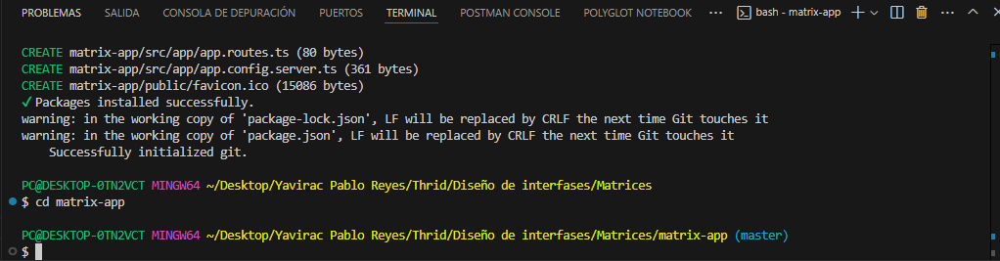 PROBLEMAS SALIDA CONSOLA DE DEPURACIÓN PUERTOS TERMINAL POSTMAN CONSOLE POLYGLOT NOTEBOOK ··· bash - matrix-app
CREATE matrix-app/src/app/app.routes.ts (80 bytes)
CREATE matrix-app/src/app/app.config.server.ts (361 bytes)
CREATE matrix-app/public/favicon.ico (15086 bytes)
✓ Packages installed successfully.
warning: in the working copy of 'package-lock.json', LF will be replaced by CRLF the next time Git touches it
warning: in the working copy of 'package.json', LF will be replaced by CRLF the next time Git touches it
Successfully initialized git.
PC@DESKTOP-0TN2VCT MINGW64 ~/Desktop/Yavirac Pablo Reyes/Thrid/Diseño de interfases/Matrices
$ cd matrix-app
PC@DESKTOP-0TN2VCT MINGW64 ~/Desktop/Yavirac Pablo Reyes/Thrid/Diseño de interfases/Matrices/matrix-app (master)
$